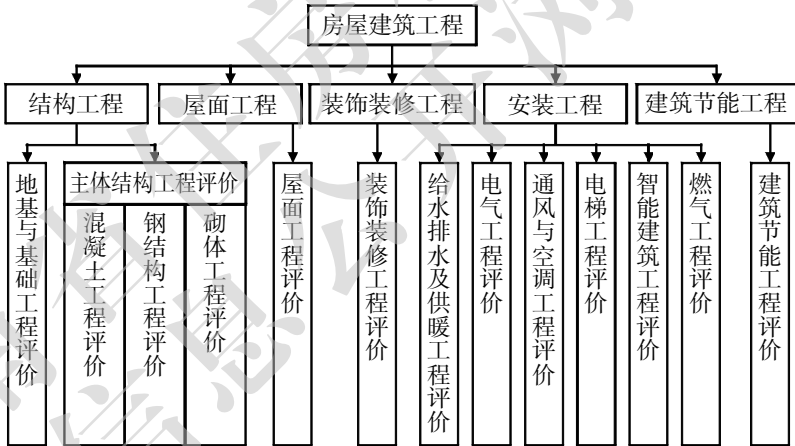 房屋建筑工程
结构工程
屋面工程
装饰装修工程
安装工程
建筑节能工程
地基与基础工程评价
主体结构工程评价
混凝土工程评价
钢结构工程评价
砌体工程评价
屋面工程评价
装饰装修工程评价
给水排水及供暖工程评价
电气工程评价
通风与空调工程评价
电梯工程评价
智能建筑工程评价
燃气工程评价
建筑节能工程评价